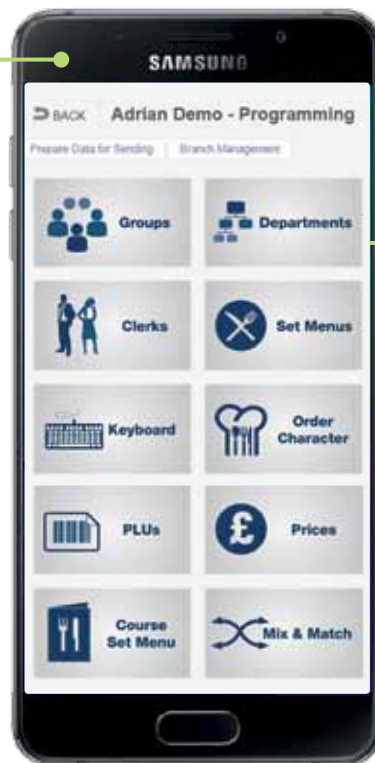 SAMSUNG
BACK
Adrian Demo - Programming
Prepare Data for Sending
Branch Management
Groups
Departments
Clerks
Set Menus
Keyboard
Order
Character
PLUs
Prices
Course
Set Menu
Mix & Match